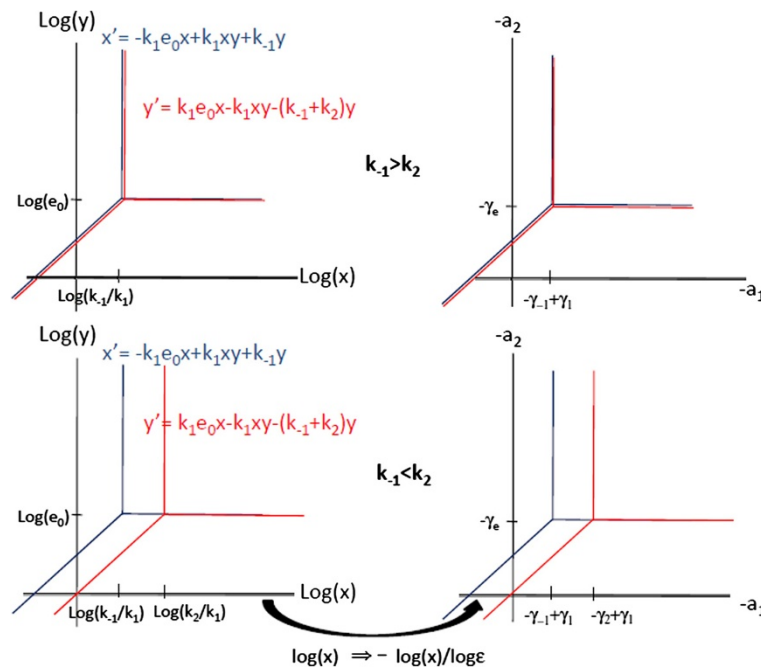 Log(y)
x'= -k₁e₀x+k₁xy+k₋₁y
y'= k₁e₀x-k₁xy-(k₋₁+k₂)y
Log(e₀)
Log(x)
Log(k₋₁/k₁)
k₋₁>k₂
-a₂
-γₑ
-a₁
-γ₋₁+γ₁
Log(y)
x'= -k₁e₀x+k₁xy+k₋₁y
y'= k₁e₀x-k₁xy-(k₋₁+k₂)y
Log(e₀)
Log(x)
Log(k₋₁/k₁)
Log(k₂/k₁)
k₋₁<k₂
-a₂
-γₑ
-a₁
-γ₋₁+γ₁
-γ₂+γ₁
log(x) ⇒ − log(x)/logε